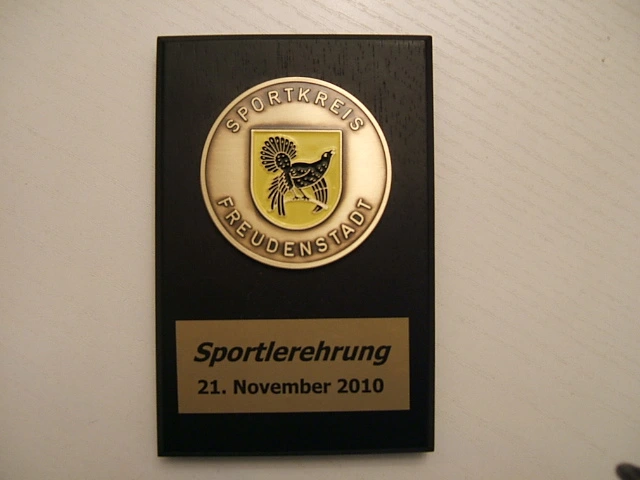 SPORTKREIS
FREUDENSTADT
Sportlerehrung
21. November 2010